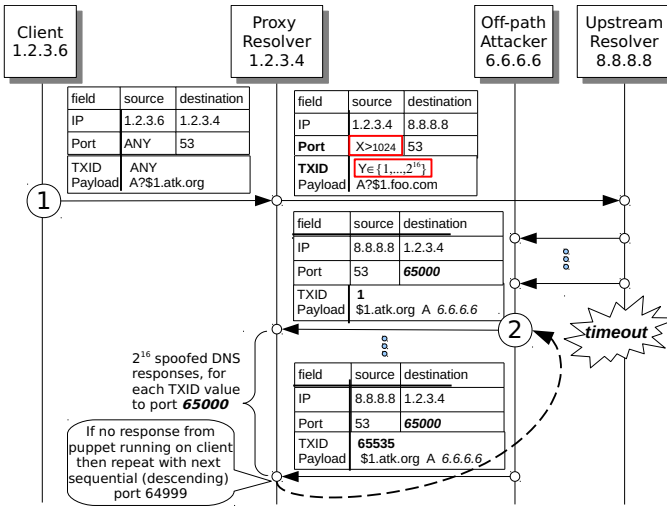 Client
1.2.3.6
Proxy
Resolver
1.2.3.4
Off-path
Attacker
6.6.6.6
Upstream
Resolver
8.8.8.8
field source destination
IP 1.2.3.6 1.2.3.4
Port ANY 53
TXID ANY
Payload A?$1.atk.org
field source destination
IP 1.2.3.4 8.8.8.8
Port X>1024 53
TXID Y∈{1,...,2¹⁶}
Payload A?$1.foo.com
1
field source destination
IP 8.8.8.8 1.2.3.4
Port 53 65000
TXID 1
Payload $1.atk.org A 6.6.6.6
2
timeout
2¹⁶ spoofed DNS
responses, for
each TXID value
to port 65000
field source destination
IP 8.8.8.8 1.2.3.4
Port 53 65000
TXID 65535
Payload $1.atk.org A 6.6.6.6
If no response from
puppet running on client
then repeat with next
sequential (descending)
port 64999